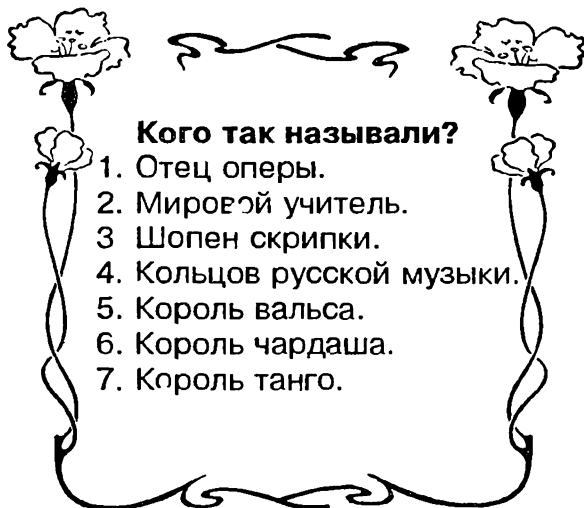 Кого так называли?
1. Отец оперы.
2. Мировой учитель.
3 Шопен скрипки.
4. Кольцов русской музыки.
5. Король вальса.
6. Король чардаша.
7. Король танго.